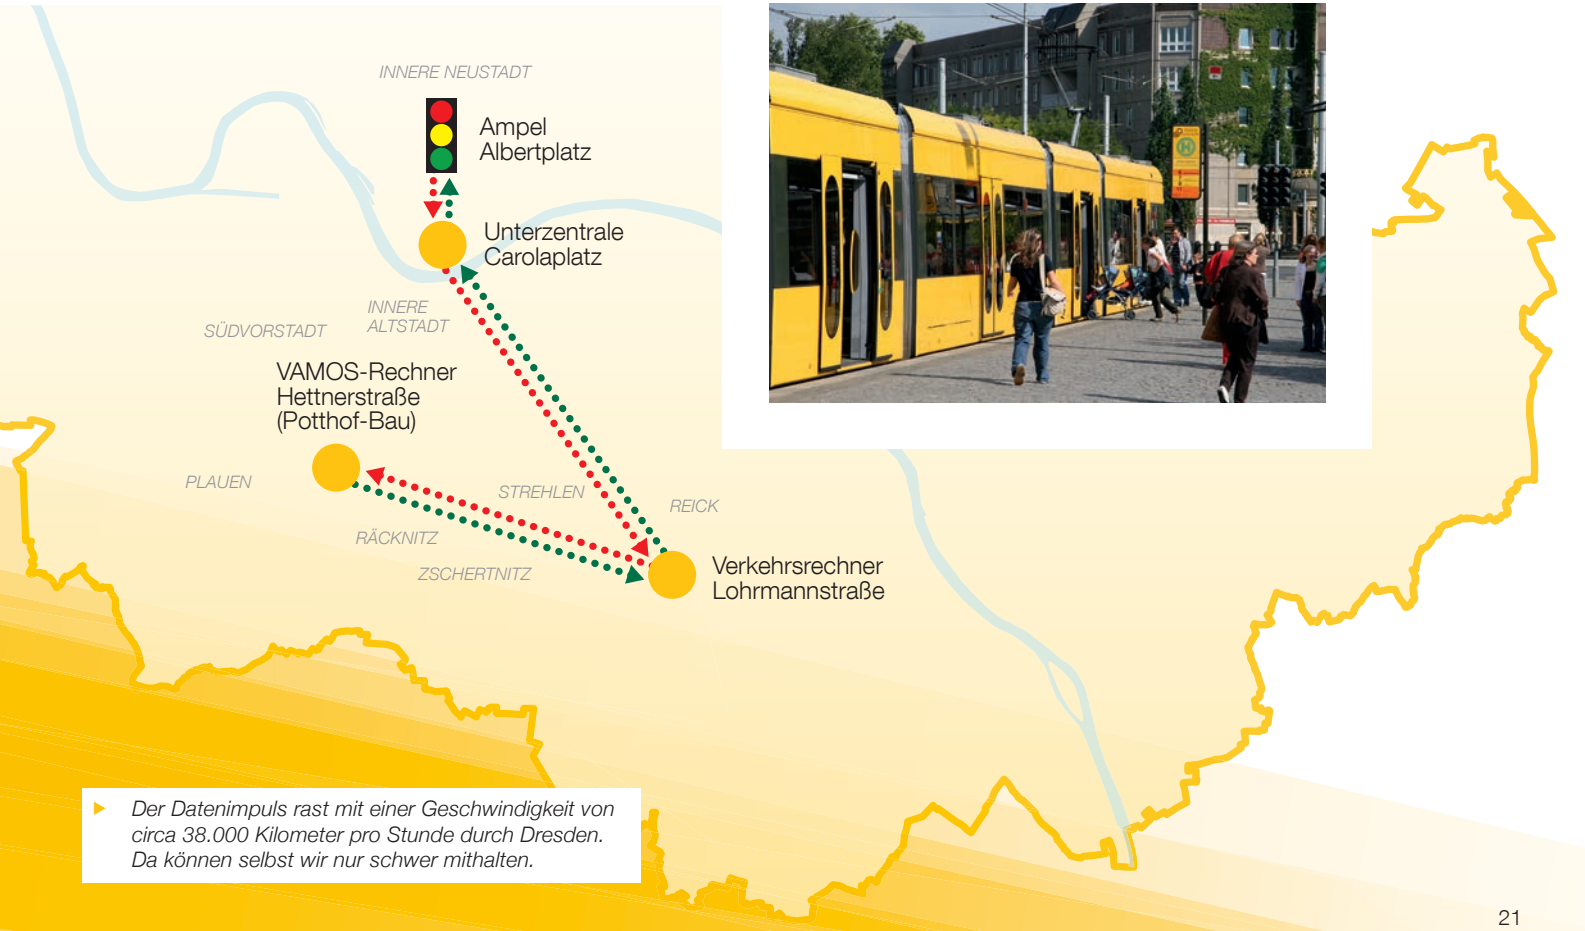 INNERE NEUSTADT
Ampel
Albertplatz
Unterzentrale
Carolaplatz
INNERE
ALTSTADT
SÜDVORSTADT
VAMOS-Rechner
Hettnerstraße
(Potthof-Bau)
PLAUEN
STREHLEN
REICK
RÄCKNITZ
ZSCHERTNITZ
Verkehrsrechner
Lohrmannstraße
Der Datenimpuls rast mit einer Geschwindigkeit von
circa 38.000 Kilometer pro Stunde durch Dresden.
Da können selbst wir nur schwer mithalten.
H
21